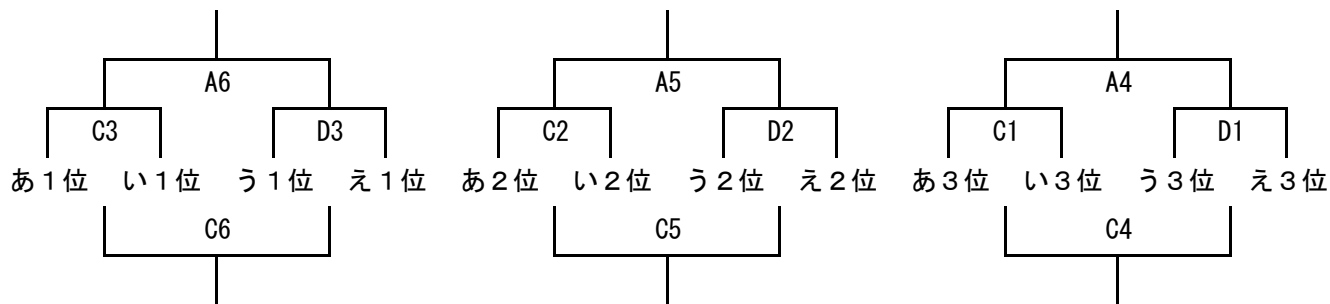 A6 A5 A4
C3 D3 C2 D2 C1 D1
あ１位 い１位 う１位 え１位 あ２位 い２位 う２位 え２位 あ３位 い３位 う３位 え３位
C6 C5 C4